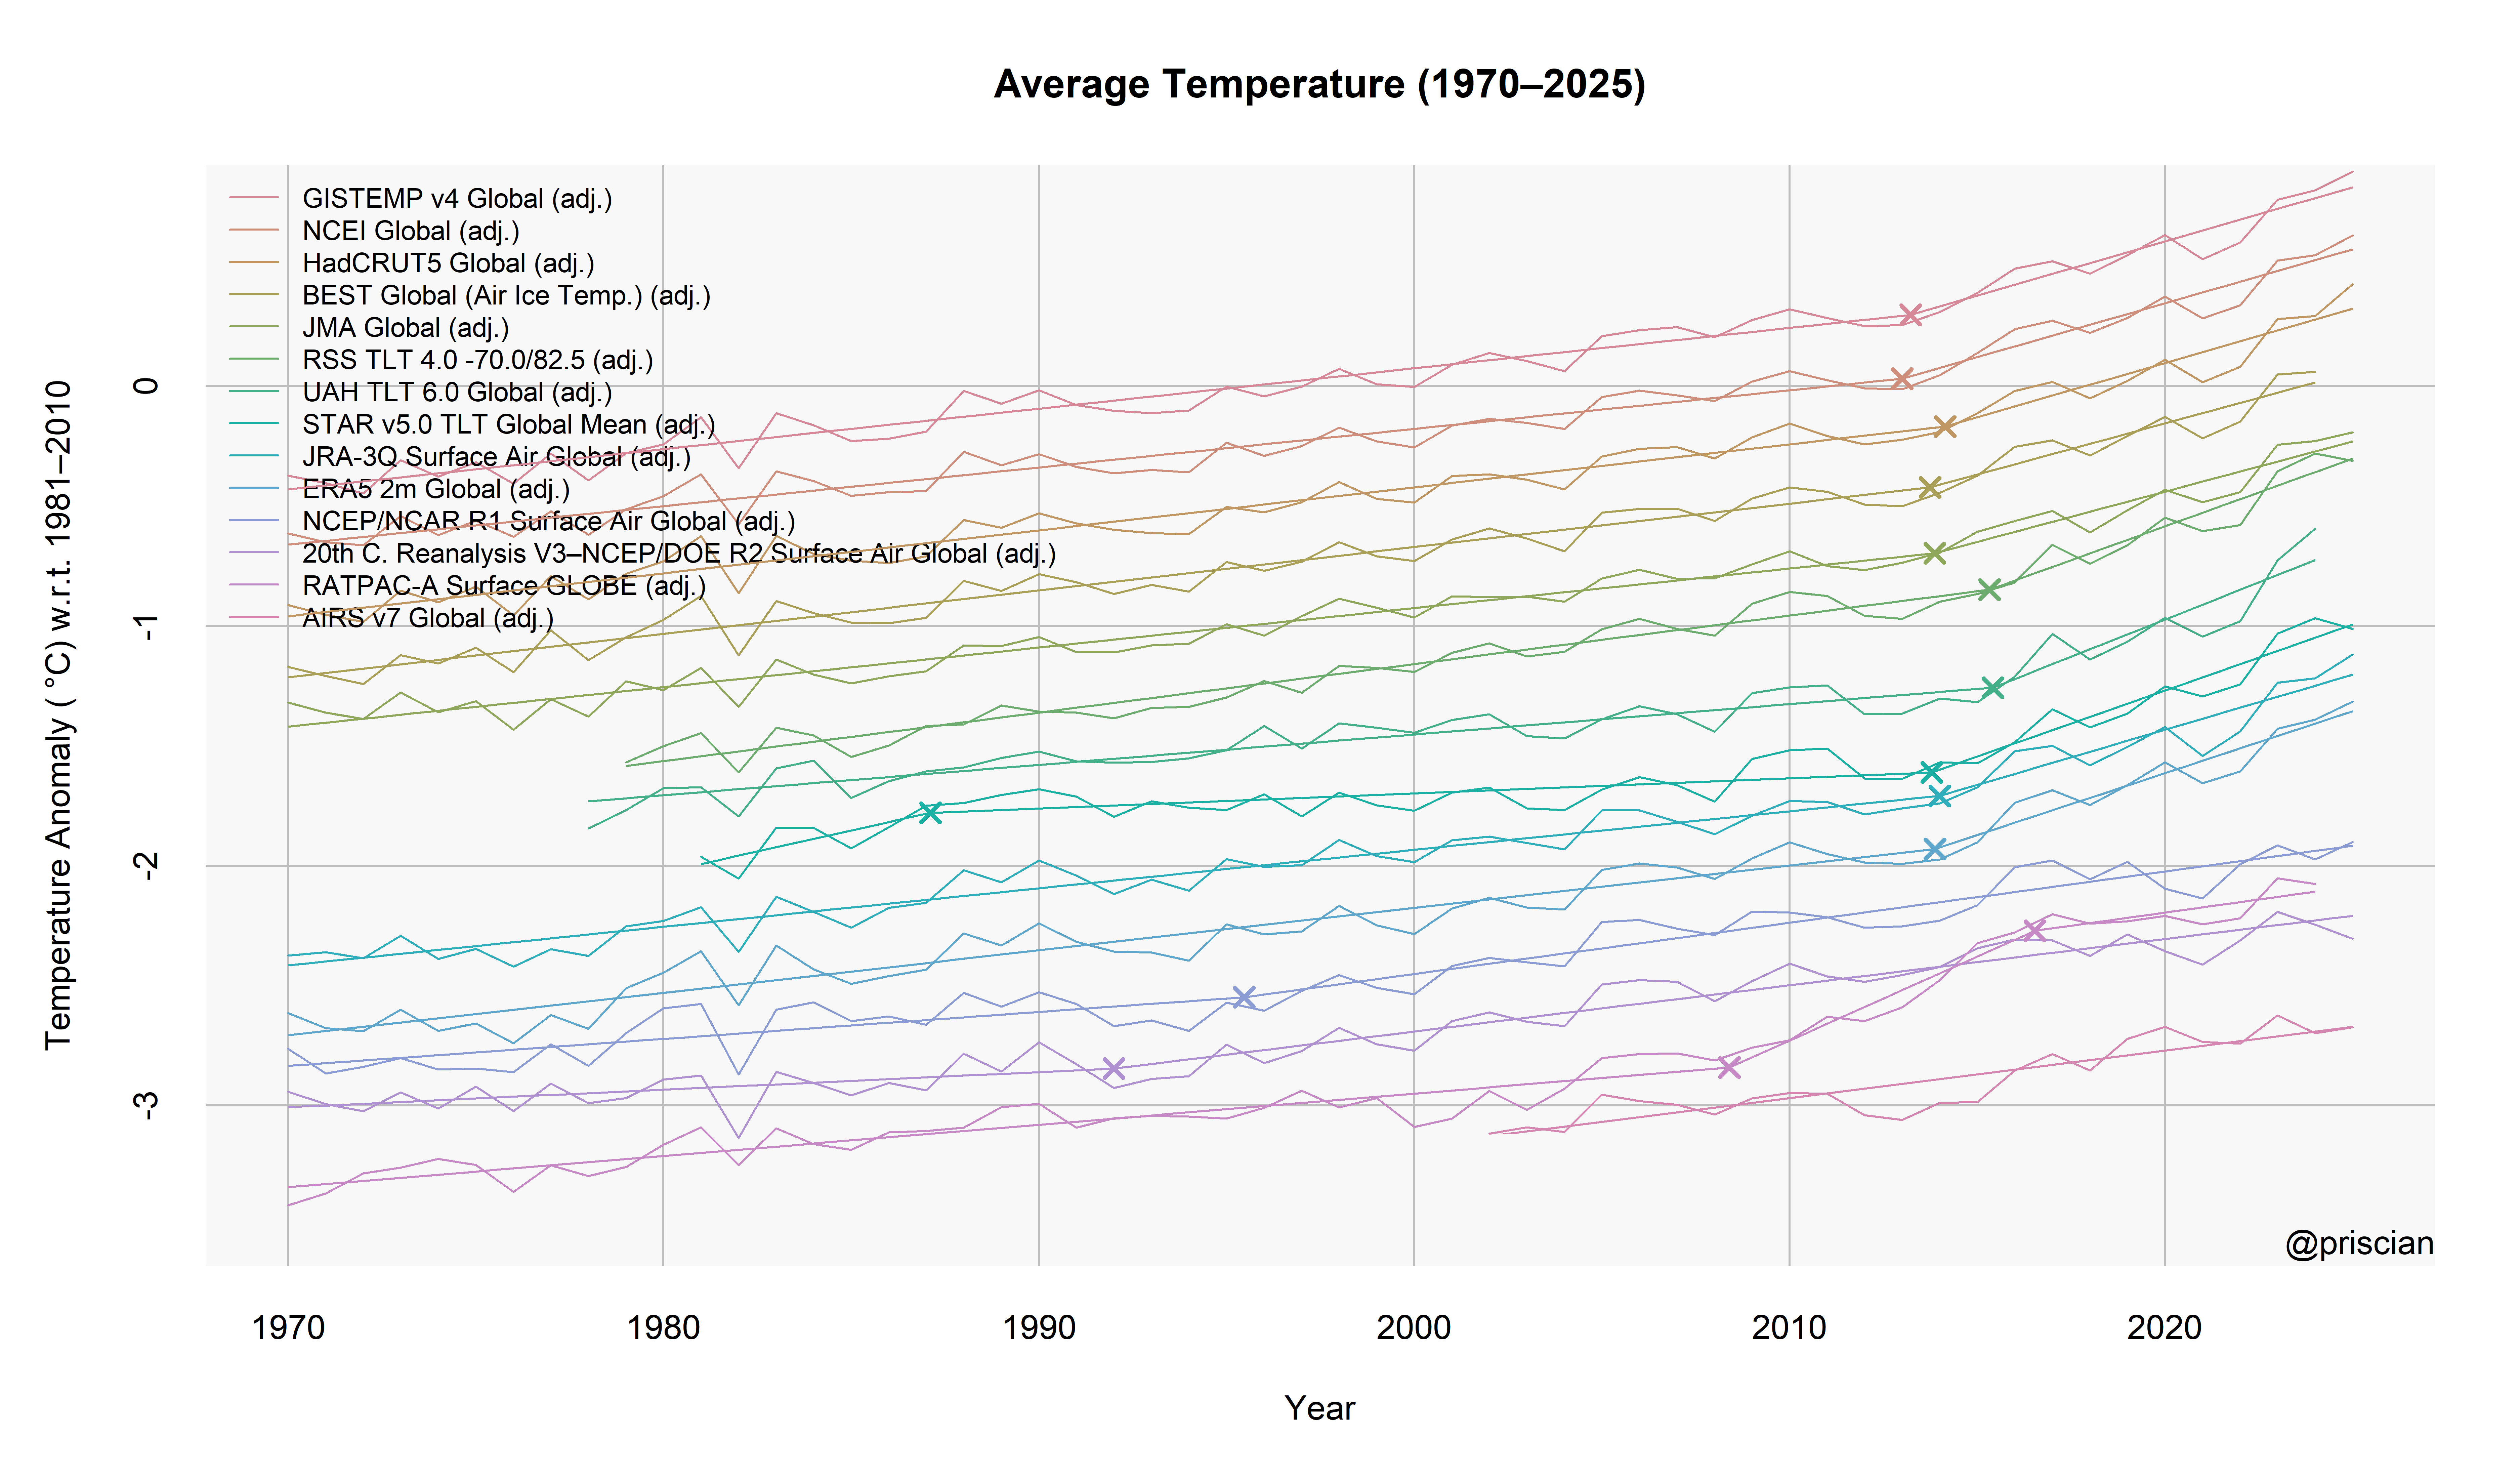 Average Temperature (1970–2025)
Temperature Anomaly ( °C) w.r.t. 1981–2010
0
-1
-2
-3
GISTEMP v4 Global (adj.)
NCEI Global (adj.)
HadCRUT5 Global (adj.)
BEST Global (Air Ice Temp.) (adj.)
JMA Global (adj.)
RSS TLT 4.0 -70.0/82.5 (adj.)
UAH TLT 6.0 Global (adj.)
STAR v5.0 TLT Global Mean (adj.)
JRA-3Q Surface Air Global (adj.)
ERA5 2m Global (adj.)
NCEP/NCAR R1 Surface Air Global (adj.)
20th C. Reanalysis V3–NCEP/DOE R2 Surface Air Global (adj.)
RATPAC-A Surface GLOBE (adj.)
AIRS v7 Global (adj.)
@priscian
1970 1980 1990 2000 2010 2020
Year